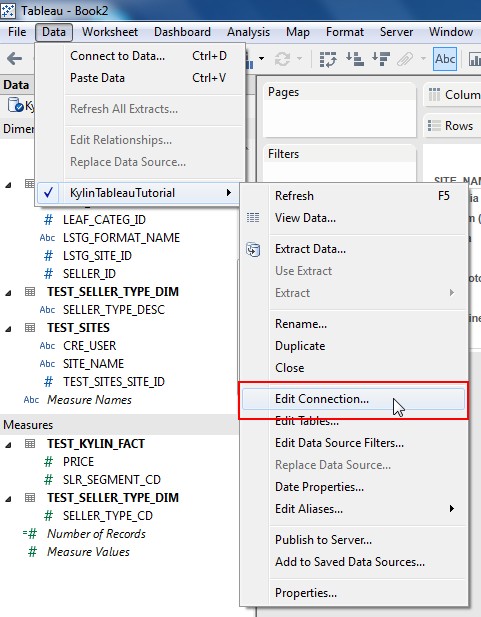 Tableau - Book2
File Data Worksheet Dashboard Analysis Map Format Server Window
Connect to Data... Ctrl+D
Paste Data Ctrl+V
Refresh All Extracts...
Edit Relationships...
Replace Data Source...
KylinTableauTutorial
Abc
Data
Ky
Dimen
LEAF_CATEG_ID
Abc LSTG_FORMAT_NAME
LSTG_SITE_ID
SELLER_ID
TEST_SELLER_TYPE_DIM
Abc SELLER_TYPE_DESC
TEST_SITES
Abc CRE_USER
Abc SITE_NAME
# TEST_SITES_SITE_ID
Abc Measure Names
Measures
TEST_KYLIN_FACT
# PRICE
# SLR_SEGMENT_CD
TEST_SELLER_TYPE_DIM
# SELLER_TYPE_CD
=# Number of Records
# Measure Values
Pages
Filters
Colum
Rows
SITE_NAM
Refresh F5
View Data...
Extract Data...
Use Extract
Extract
Rename...
Duplicate
Close
Edit Connection...
Edit Tables...
Edit Data Source Filters...
Replace Data Source...
Date Properties...
Edit Aliases...
Publish to Server...
Add to Saved Data Sources...
Properties...